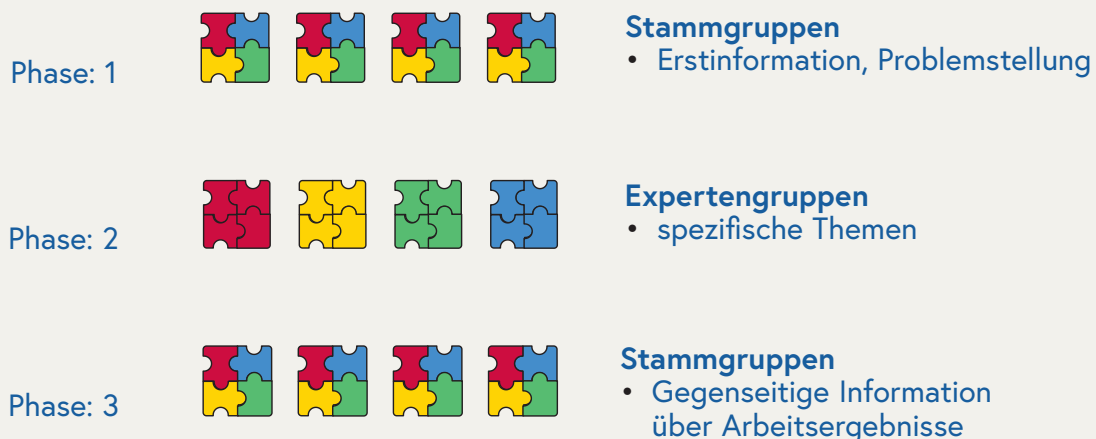 Phase: 1
Stammgruppen
• Erstinformation, Problemstellung
Phase: 2
Expertengruppen
• spezifische Themen
Phase: 3
Stammgruppen
• Gegenseitige Information
über Arbeitsergebnisse